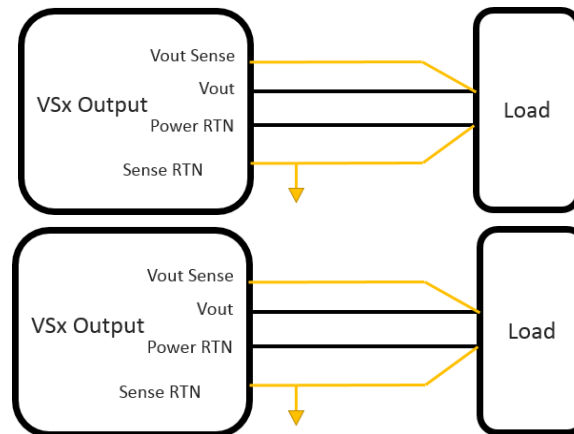 Vout Sense
Vout
VSx Output
Load
Power RTN
Sense RTN
Vout Sense
Vout
VSx Output
Load
Power RTN
Sense RTN